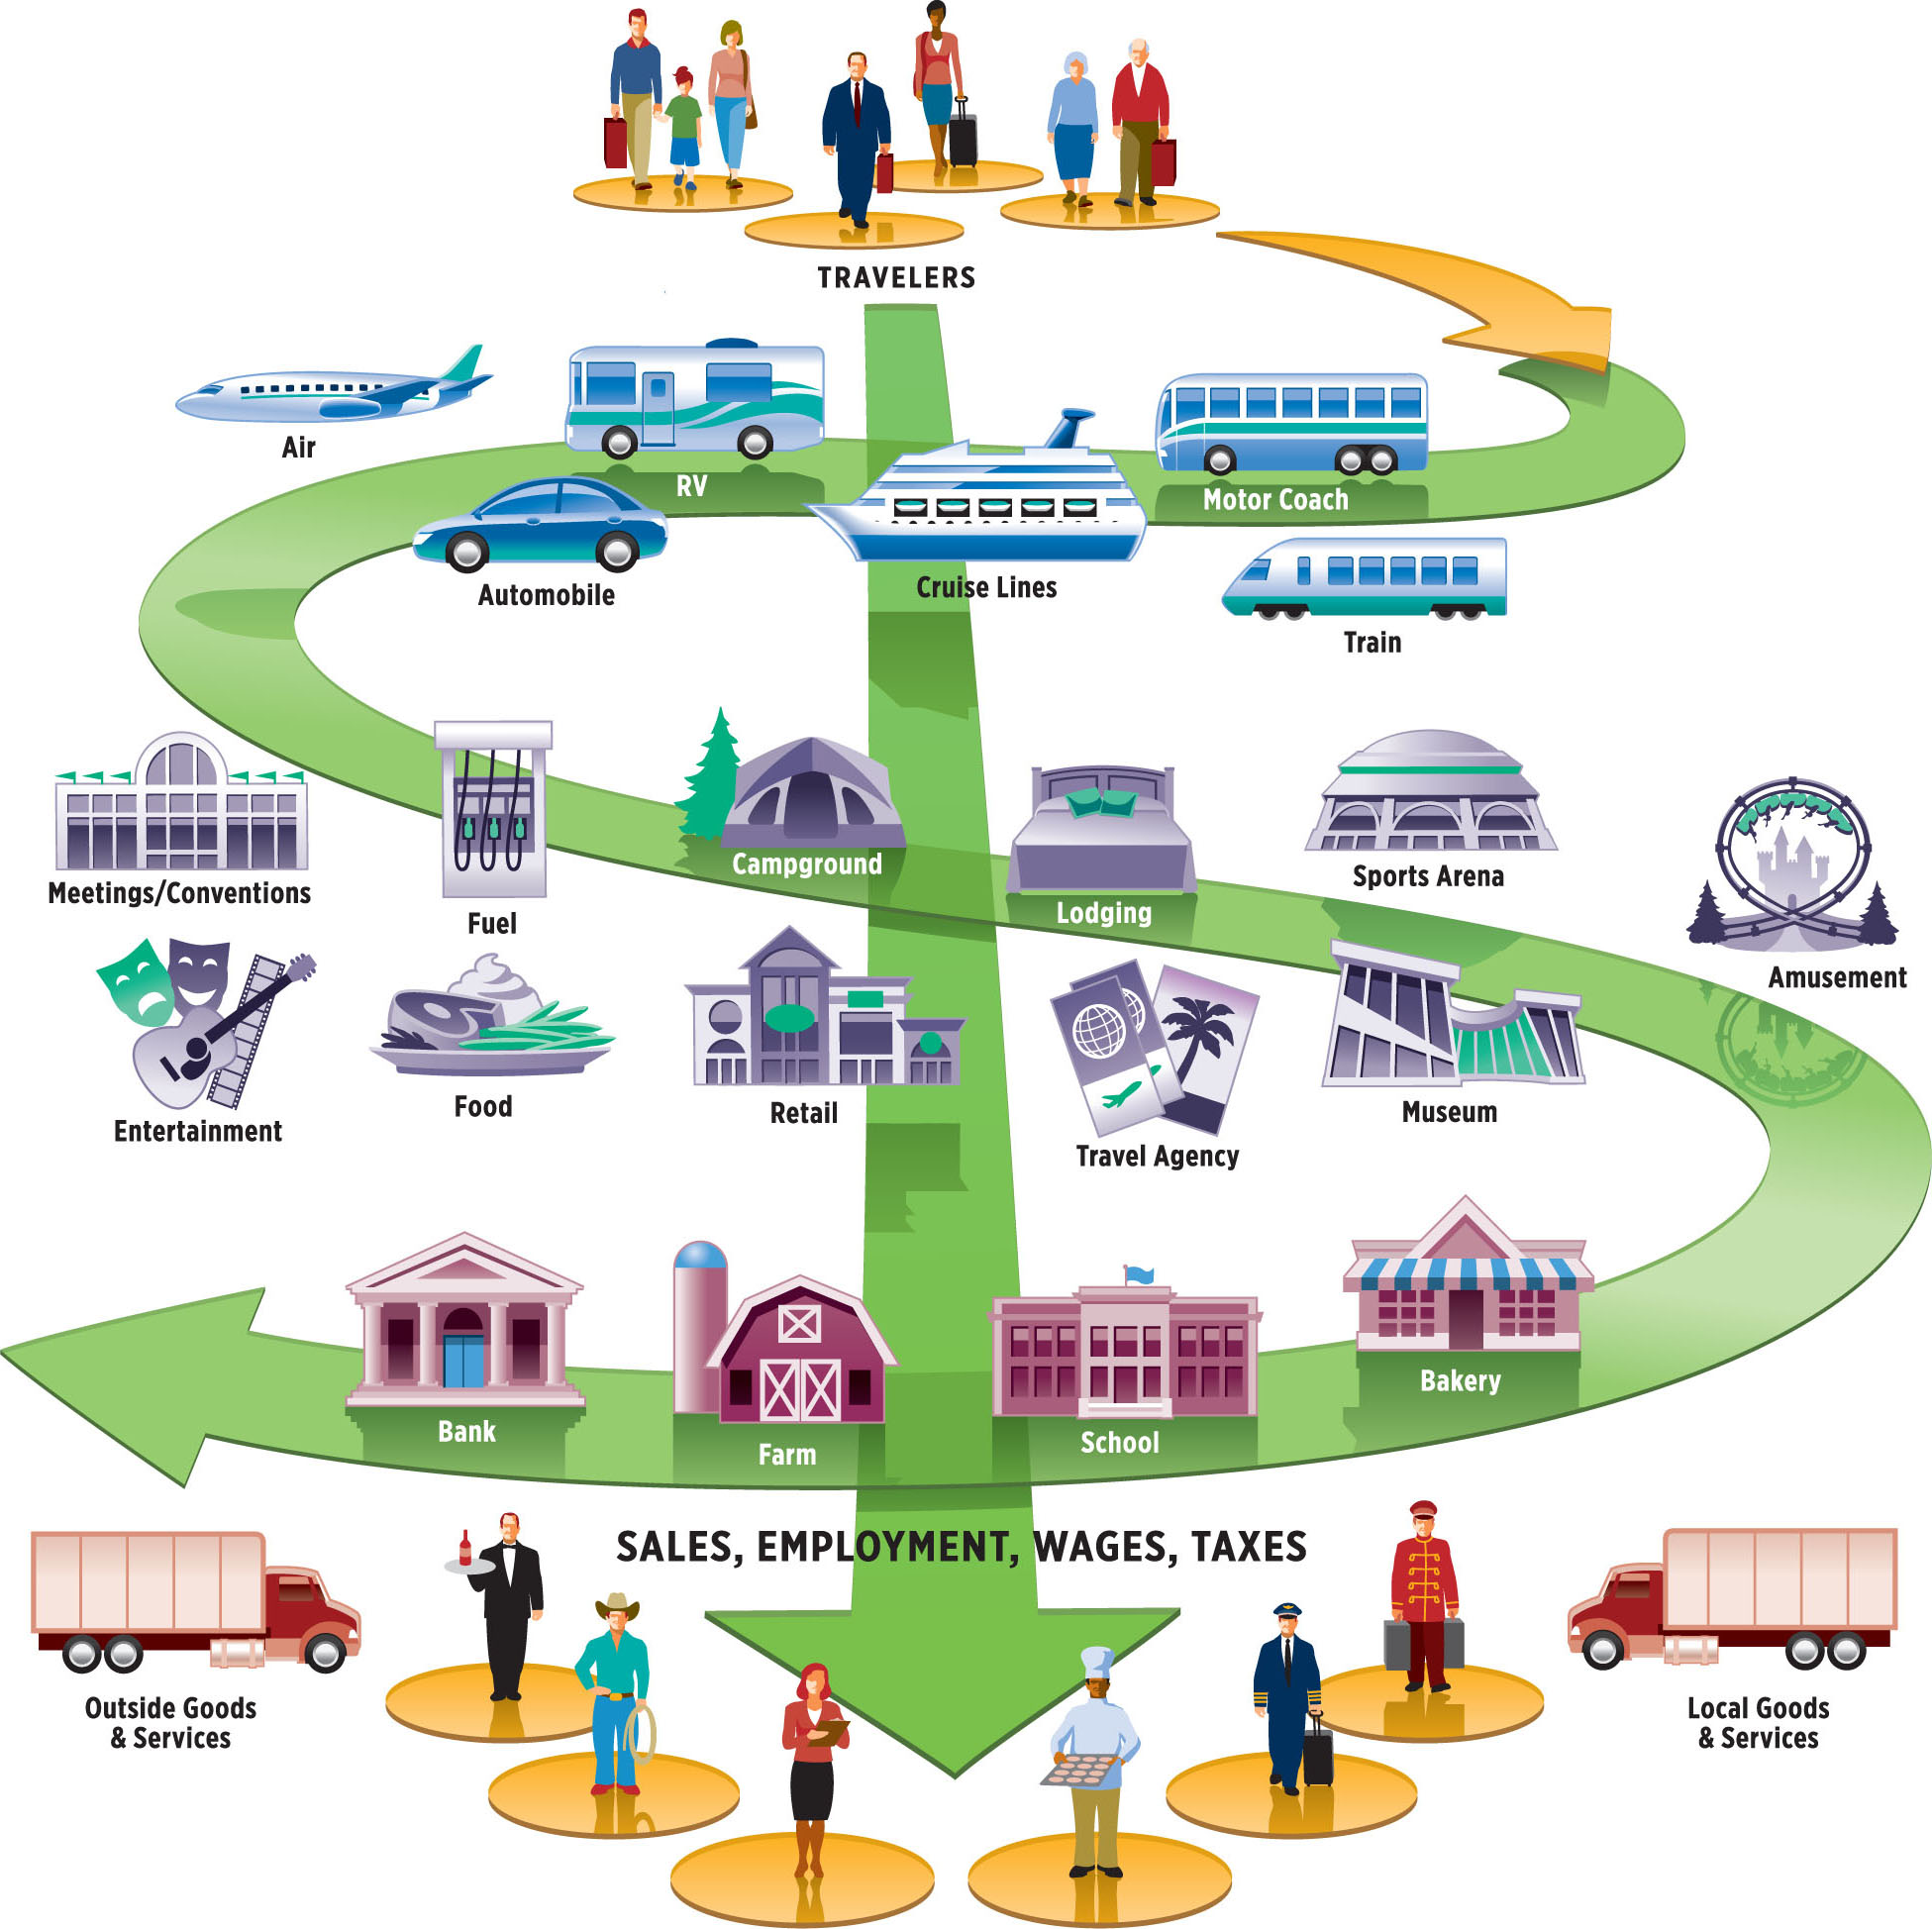 TRAVELERS
Air
RV
Motor Coach
Automobile
Cruise Lines
Train
Meetings/Conventions
Fuel
Campground
Lodging
Sports Arena
Amusement
Entertainment
Food
Retail
Travel Agency
Museum
Bank
Farm
School
Bakery
SALES, EMPLOYMENT, WAGES, TAXES
Outside Goods
& Services
Local Goods
& Services